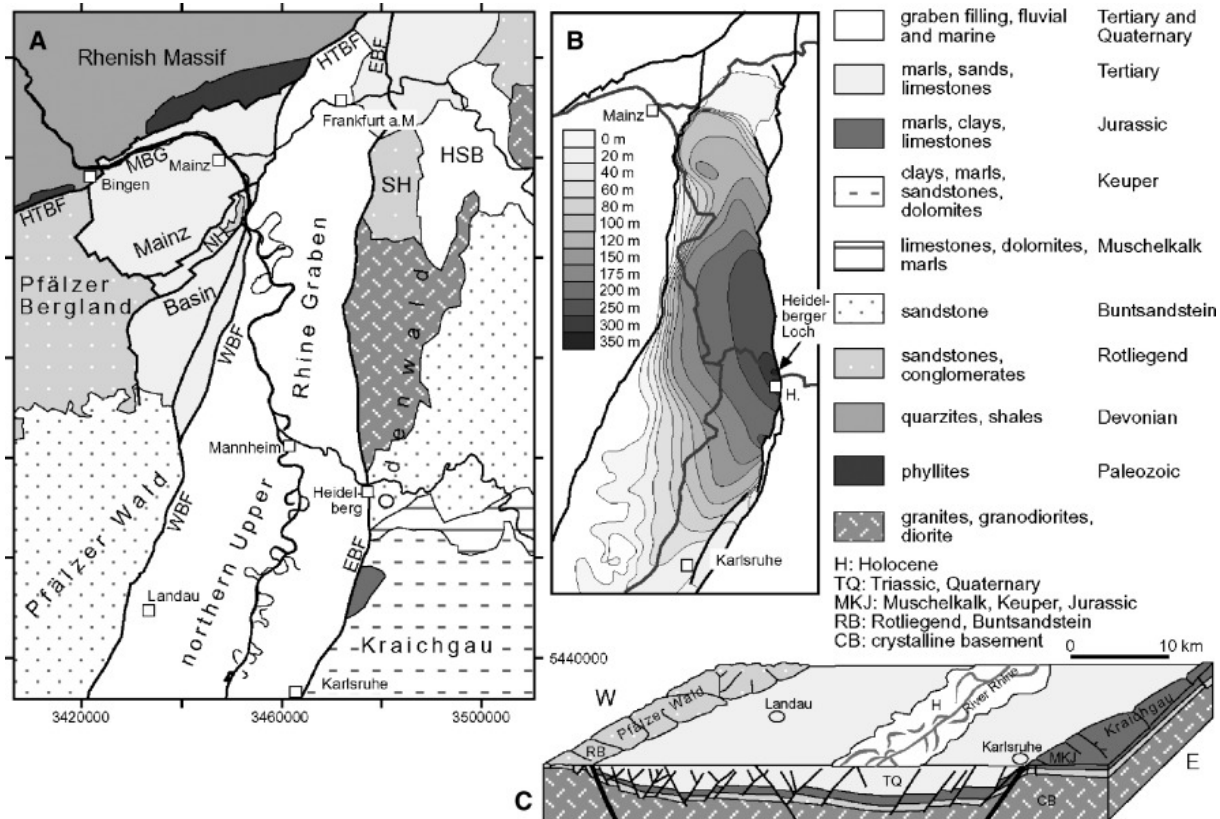 A
Rhenish Massif
HTBF
EBF
Frankfurt a.M.
MBG
Mainz
Bingen
HTBF
HSB
SH
NH
Mainz
Basin
Pfälzer
Bergland
WBF
Rhine Graben
Odenwald
Mannheim
Heidel-
berg
Pfälzer Wald
WBF
EBF
northern Upper
Landau
Kraichgau
Karlsruhe
5440000
3420000
3460000
3500000
B
Mainz
0 m
20 m
40 m
60 m
80 m
100 m
120 m
150 m
175 m
200 m
250 m
300 m
350 m
Heidel-
berger
Loch
H.
Karlsruhe
graben filling, fluvial
and marine
Tertiary and
Quaternary
marls, sands,
limestones
Tertiary
marls, clays,
limestones
Jurassic
clays, marls,
sandstones,
dolomites
Keuper
limestones, dolomites,
marls
Muschelkalk
sandstone
Buntsandstein
sandstones,
conglomerates
Rotliegend
quarzites, shales
Devonian
phyllites
Paleozoic
granites, granodiorites,
diorite
H: Holocene
TQ: Triassic, Quaternary
MKJ: Muschelkalk, Keuper, Jurassic
RB: Rotliegend, Buntsandstein
CB: crystalline basement
0 10 km
W
Pfälzer Wald
Landau
H
River Rhine
Karlsruhe
Kraichgau
RB
MKJ
E
TQ
C
CB